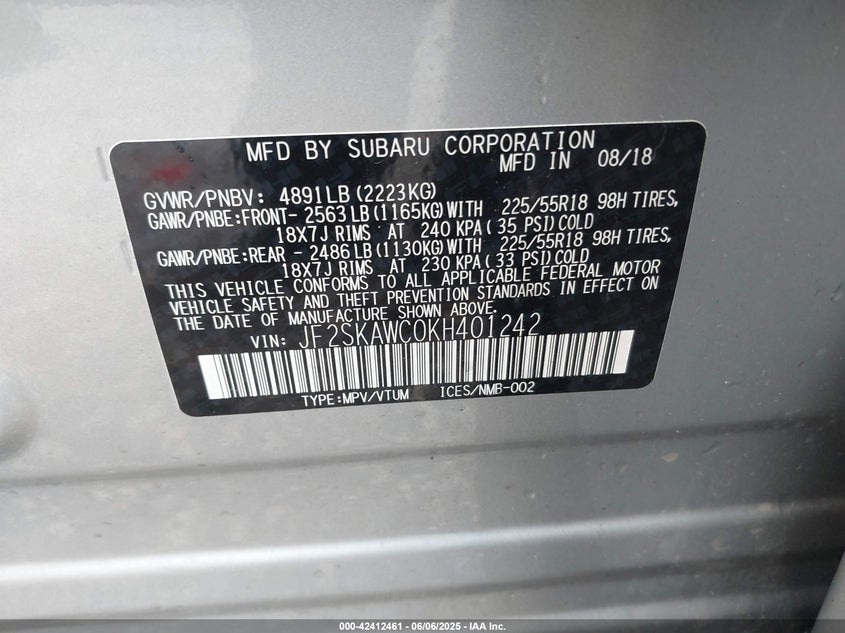 MFD BY SUBARU CORPORATION
MFD IN 08/18
GVWR/PNBV: 4891LB (2223KG)
GAWR/PNBE:FRONT- 2563LB (1165KG) WITH 225/55R18 98H TIRES,
18X7J RIMS AT 240 KPA (35 PSI) COLD
GAWR/PNBE:REAR - 2486LB (1130KG) WITH 225/55R18 98H TIRES,
18X7J RIMS AT 230 KPA (33 PSI) COLD
THIS VEHICLE CONFORMS TO ALL APPLICABLE FEDERAL MOTOR
VEHICLE SAFETY AND THEFT PREVENTION STANDARDS IN EFFECT ON
THE DATE OF MANUFACTURE SHOWN ABOVE.
VIN: JF2SKAWC0KH401242
TYPE:MPV/VTUM ICES/NMB-002
000-42412461 - 06/06/2025 - IAA Inc.